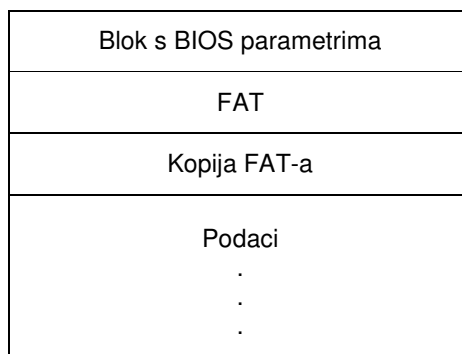 Blok s BIOS parametrima
FAT
Kopija FAT-a
Podaci
.
.
.